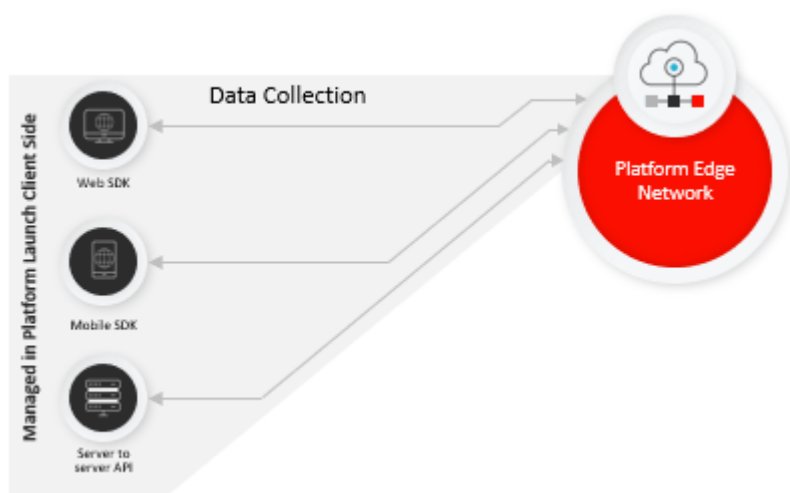 Data Collection
Managed in Platform Launch Client Side
Web SDK
Mobile SDK
Server to
server API
Platform Edge
Network